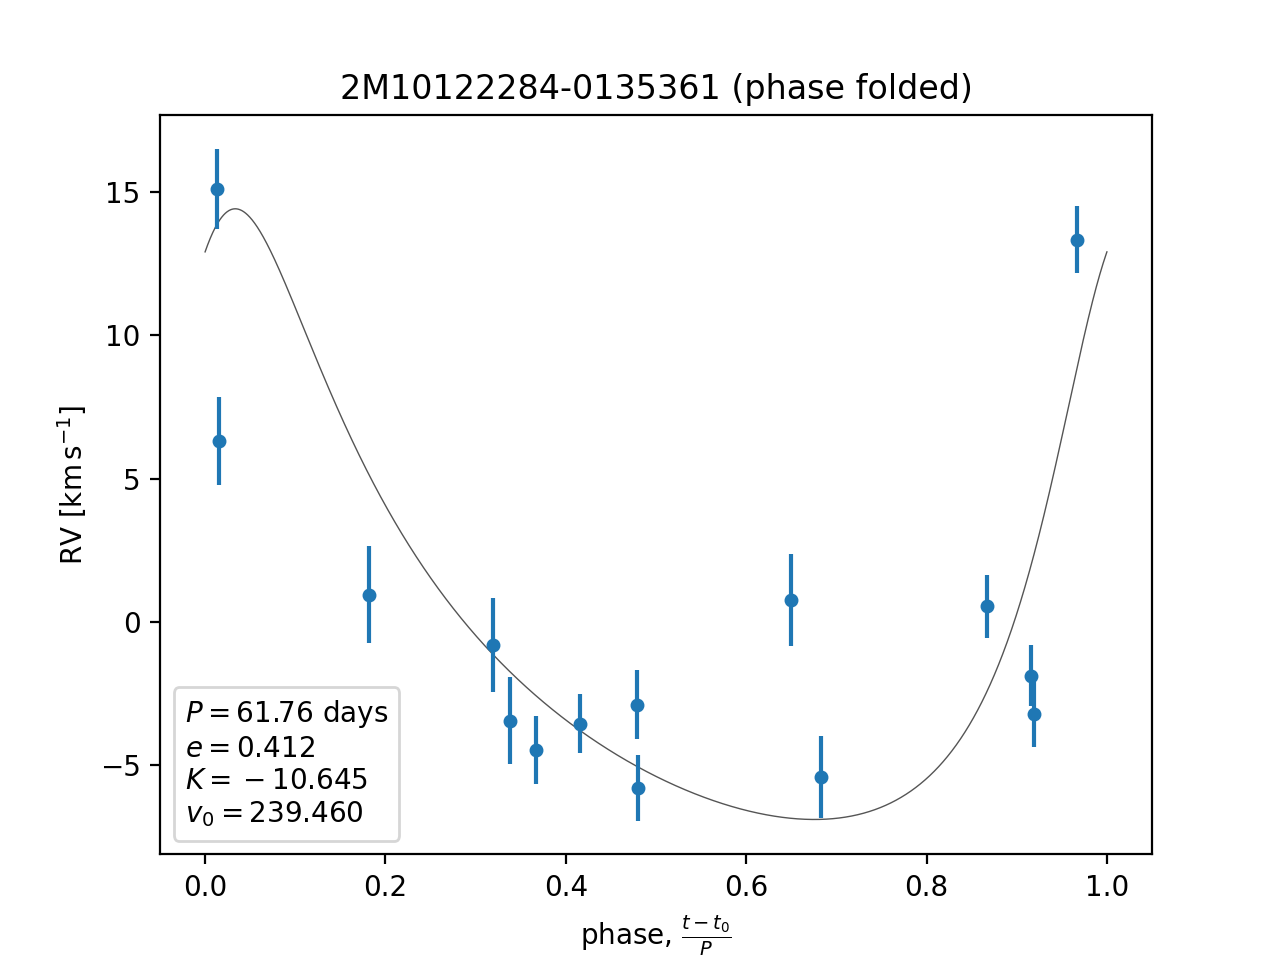 2M10122284-0135361 (phase folded)
15
10
5
0
−5
RV [km s⁻¹]
P = 61.76 days
e = 0.412
K = −10.645
v₀ = 239.460
0.0 0.2 0.4 0.6 0.8 1.0
phase, (t − t₀)/P